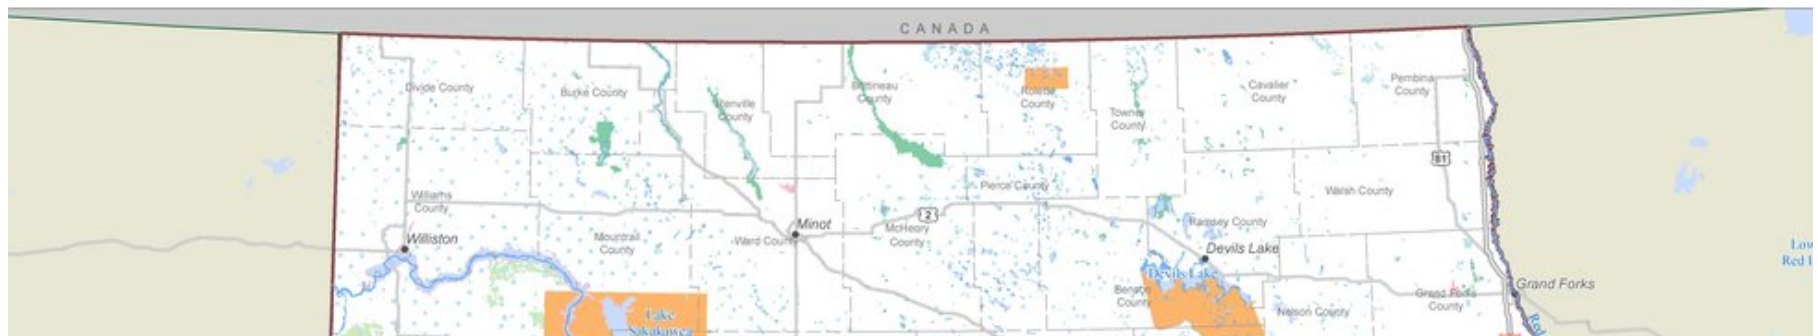 CANADA
Divide County
Burke County
Renville
County
Bottineau
County
Rolette
County
Towner
County
Cavalier
County
Pembina
County
81
Williams
County
Williston
Mountrail
County
Ward County
Minot
2
McHenry
County
Pierce County
Ramsey County
Walsh County
Devils Lake
Devils Lake
Benson
County
Nelson County
Grand Forks
County
Grand Forks
Lake
Sakakawea
Red